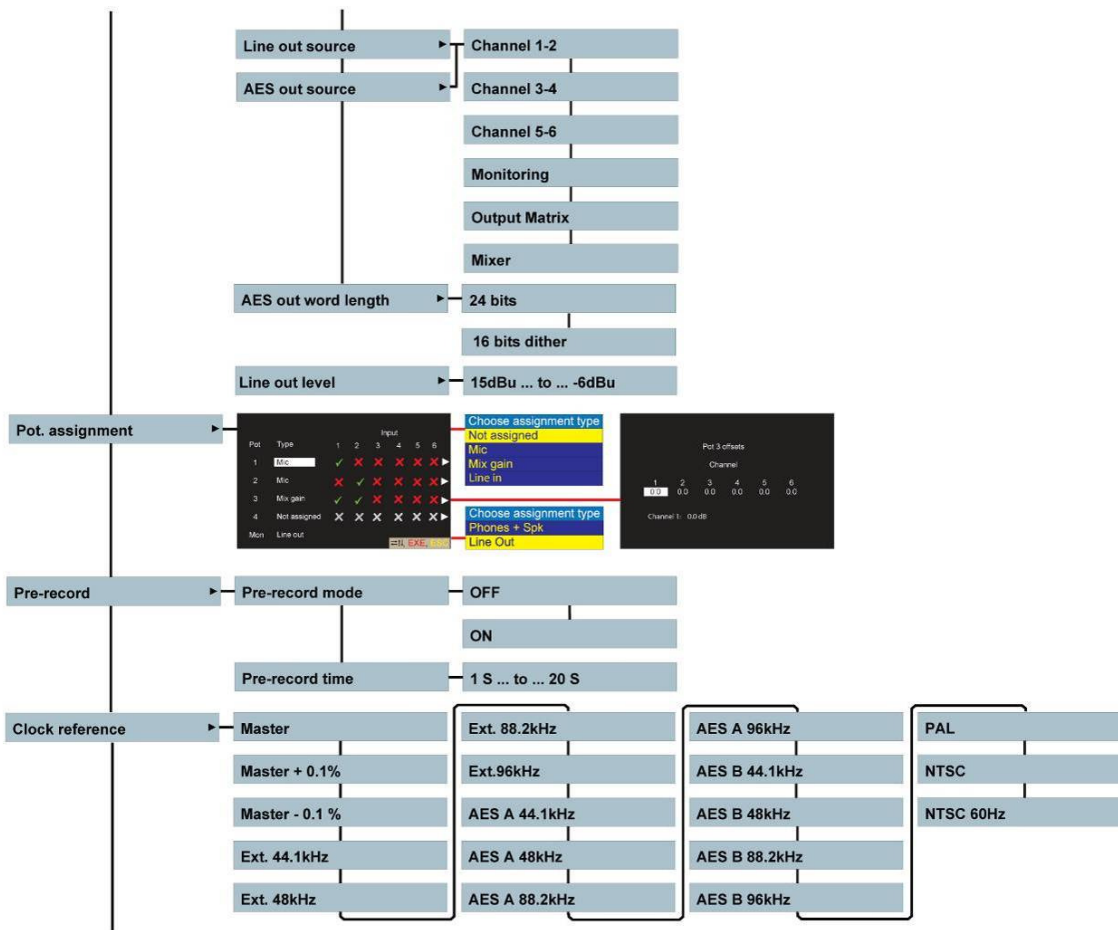 Line out source
Channel 1-2
AES out source
Channel 3-4
Channel 5-6
Monitoring
Output Matrix
Mixer
AES out word length
24 bits
16 bits dither
Line out level
15dBu ... to ... -6dBu
Pot. assignment
Input
Pot Type 1 2 3 4 5 6
1 Mic ✓ ✗ ✗ ✗ ✗ ✗
2 Mic ✗ ✓ ✗ ✗ ✗ ✗
3 Mix gain ✓ ✓ ✗ ✗ ✗ ✗
4 Not assigned ✗ ✗ ✗ ✗ ✗ ✗
Mon Line out
EXE, ESC
Choose assignment type
Not assigned
Mic
Mix gain
Line in
Choose assignment type
Phones + Spk
Line Out
Pot 3 offsets
Channel
1 2 3 4 5 6
0.0 0.0 0.0 0.0 0.0 0.0
Channel 1: 0.0 dB
Pre-record
Pre-record mode
OFF
ON
Pre-record time
1 S ... to ... 20 S
Clock reference
Master
Master + 0.1%
Master - 0.1 %
Ext. 44.1kHz
Ext. 48kHz
Ext. 88.2kHz
Ext.96kHz
AES A 44.1kHz
AES A 48kHz
AES A 88.2kHz
AES A 96kHz
AES B 44.1kHz
AES B 48kHz
AES B 88.2kHz
AES B 96kHz
PAL
NTSC
NTSC 60Hz